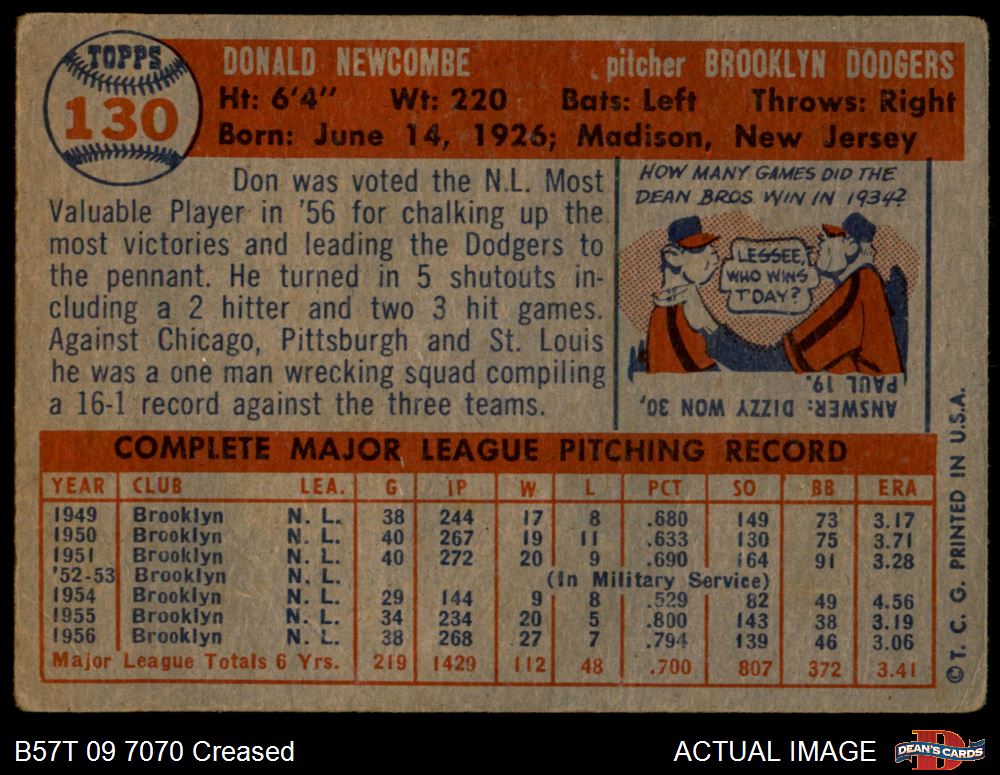 TOPPS
130
DONALD NEWCOMBE pitcher BROOKLYN DODGERS
Ht: 6'4" Wt: 220 Bats: Left Throws: Right
Born: June 14, 1926; Madison, New Jersey
Don was voted the N.L. Most
Valuable Player in '56 for chalking up the
most victories and leading the Dodgers to
the pennant. He turned in 5 shutouts in-
cluding a 2 hitter and two 3 hit games.
Against Chicago, Pittsburgh and St. Louis
he was a one man wrecking squad compiling
a 16-1 record against the three teams.
HOW MANY GAMES DID THE
DEAN BROS. WIN IN 1934?
LESSEE,
WHO WINS
T'DAY?
ANSWER: DIZZY WON 30,
PAUL 19.
COMPLETE MAJOR LEAGUE PITCHING RECORD
YEAR CLUB LEA. G IP W L PCT SO BB ERA
1949 Brooklyn N. L. 38 244 17 8 .680 149 73 3.17
1950 Brooklyn N. L. 40 267 19 11 .633 130 75 3.71
1951 Brooklyn N. L. 40 272 20 9 .690 164 91 3.28
'52-53 Brooklyn N. L. (In Military Service)
1954 Brooklyn N. L. 29 144 9 8 .529 82 49 4.56
1955 Brooklyn N. L. 34 234 20 5 .800 143 38 3.19
1956 Brooklyn N. L. 38 268 27 7 .794 139 46 3.06
Major League Totals 6 Yrs. 219 1429 112 48 .700 807 372 3.41
©T. C. G. PRINTED IN U.S.A.
B57T 09 7070 Creased
ACTUAL IMAGE
D
DEAN'S CARDS